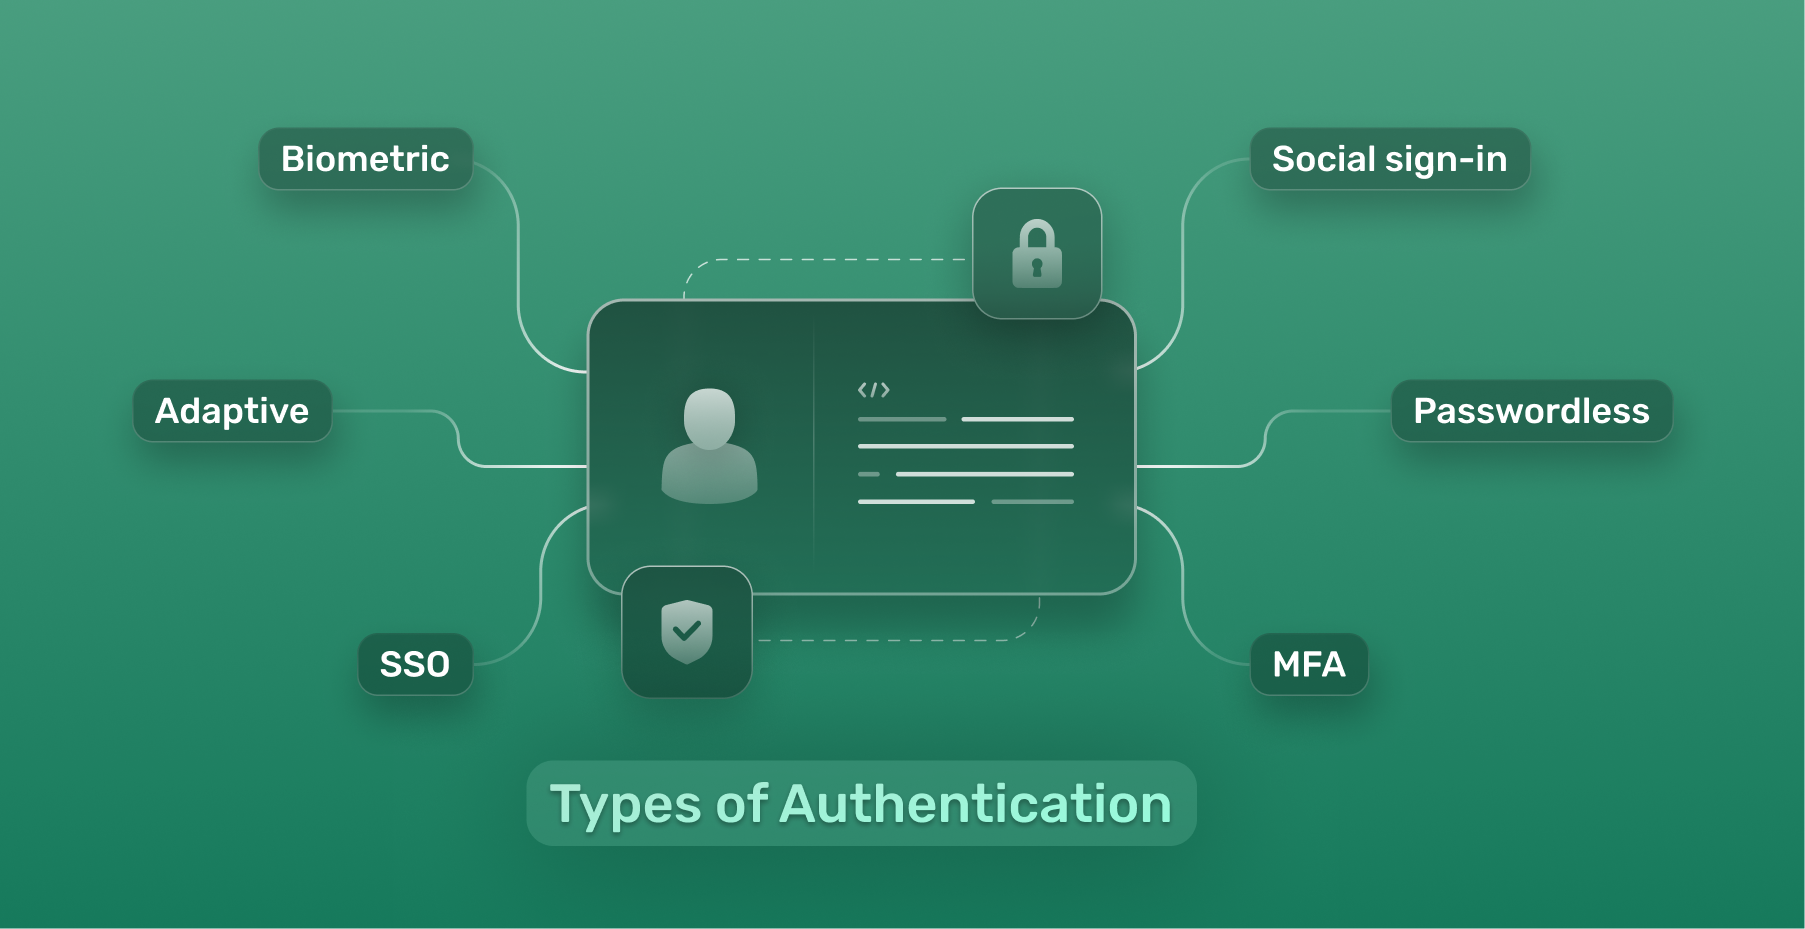 Biometric
Social sign-in
Adaptive
Passwordless
SSO
MFA
Types of Authentication